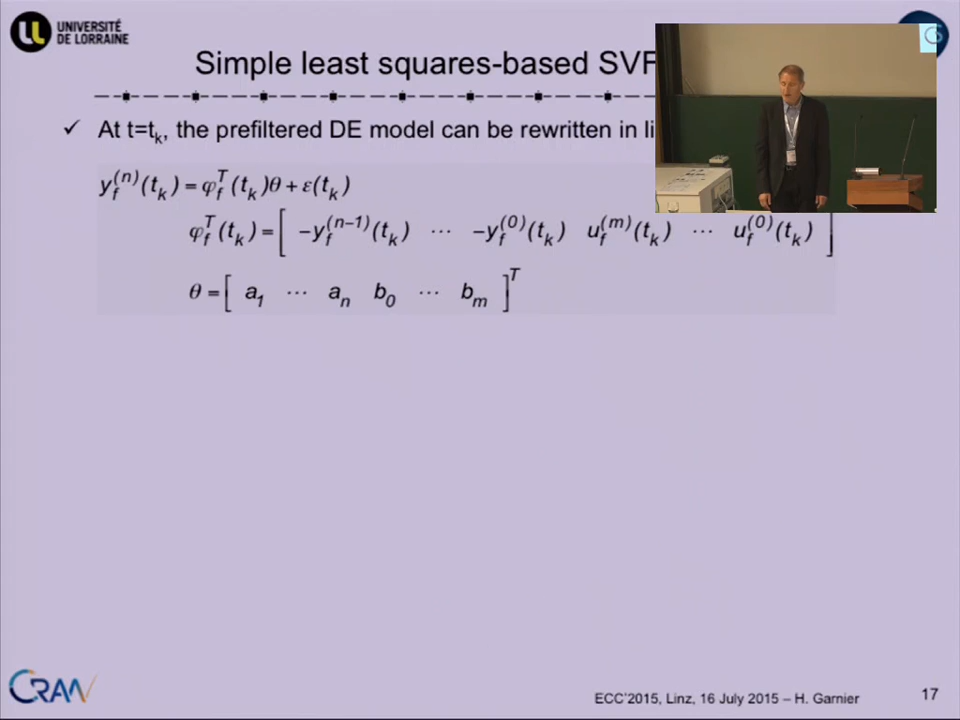 UNIVERSITÉ
DE LORRAINE
Simple least squares-based SVF
✓ At t=t_k, the prefiltered DE model can be rewritten in li
y_f^{(n)}(t_k) = φ_f^T(t_k)θ + ε(t_k)
φ_f^T(t_k) = [ −y_f^{(n−1)}(t_k) ⋯ −y_f^{(0)}(t_k) u_f^{(m)}(t_k) ⋯ u_f^{(0)}(t_k) ]
θ = [ a_1 ⋯ a_n b_0 ⋯ b_m ]^T
CRAN
ECC'2015, Linz, 16 July 2015 – H. Garnier
17